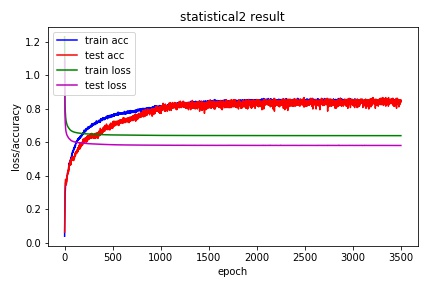 statistical2 result
train acc
test acc
train loss
test loss
loss/accuracy
1.2
1.0
0.8
0.6
0.4
0.2
0.0
0
500
1000
1500
2000
2500
3000
3500
epoch